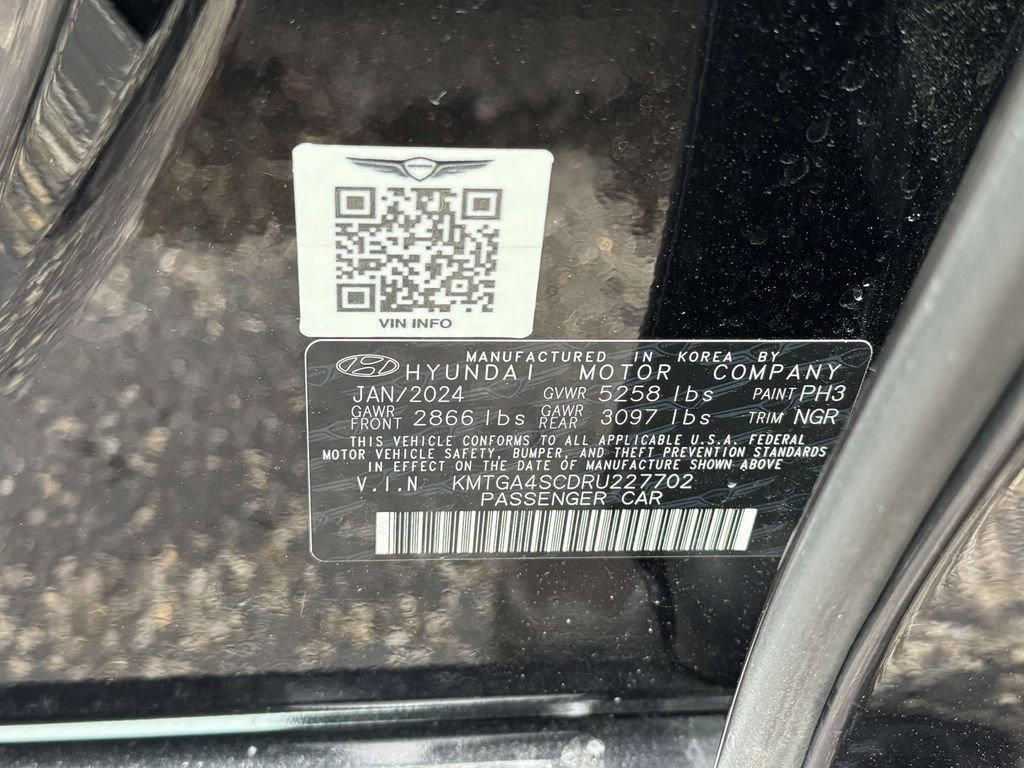 VIN INFO
MANUFACTURED IN KOREA BY
HYUNDAI MOTOR COMPANY
JAN/2024 GVWR 5258 lbs PAINT PH3
GAWR FRONT 2866 lbs GAWR REAR 3097 lbs TRIM NGR
THIS VEHICLE CONFORMS TO ALL APPLICABLE U.S.A. FEDERAL
MOTOR VEHICLE SAFETY, BUMPER, AND THEFT PREVENTION STANDARDS
IN EFFECT ON THE DATE OF MANUFACTURE SHOWN ABOVE
V.I.N KMTGA4SCDRU227702
PASSENGER CAR